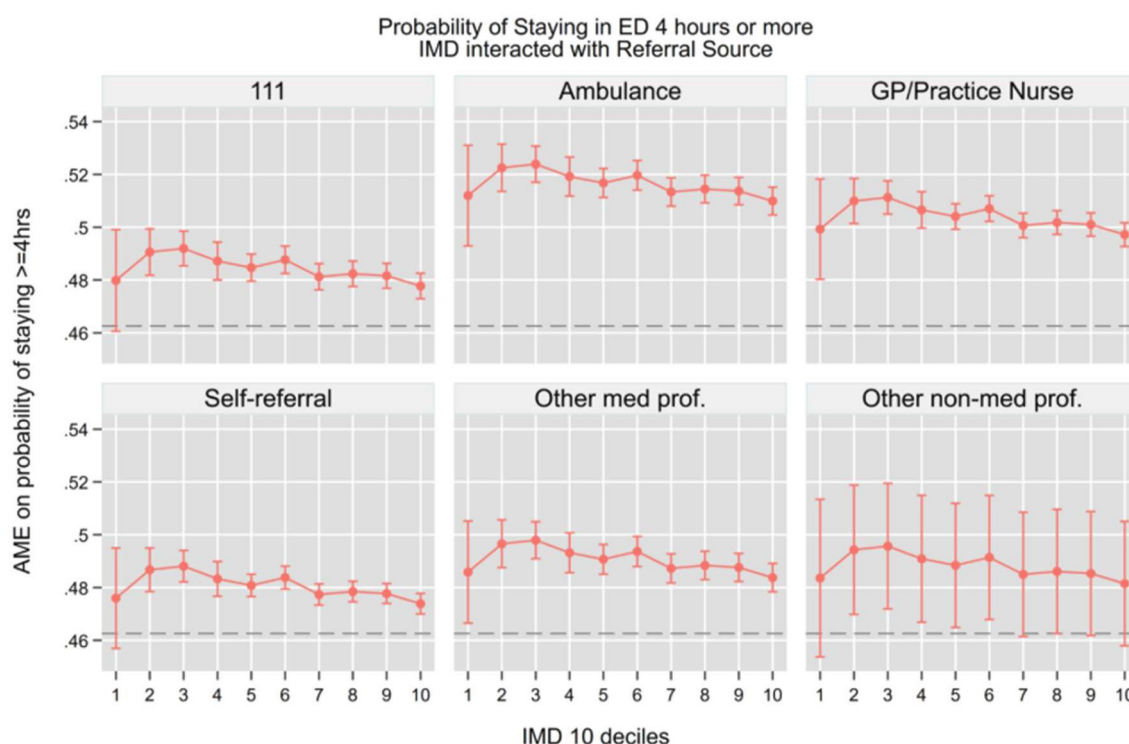 Probability of Staying in ED 4 hours or more
IMD interacted with Referral Source
111
Ambulance
GP/Practice Nurse
.54
.52
.5
.48
.46
Self-referral
Other med prof.
Other non-med prof.
.54
.52
.5
.48
.46
1 2 3 4 5 6 7 8 9 10
1 2 3 4 5 6 7 8 9 10
1 2 3 4 5 6 7 8 9 10
AME on probability of staying >=4hrs
IMD 10 deciles